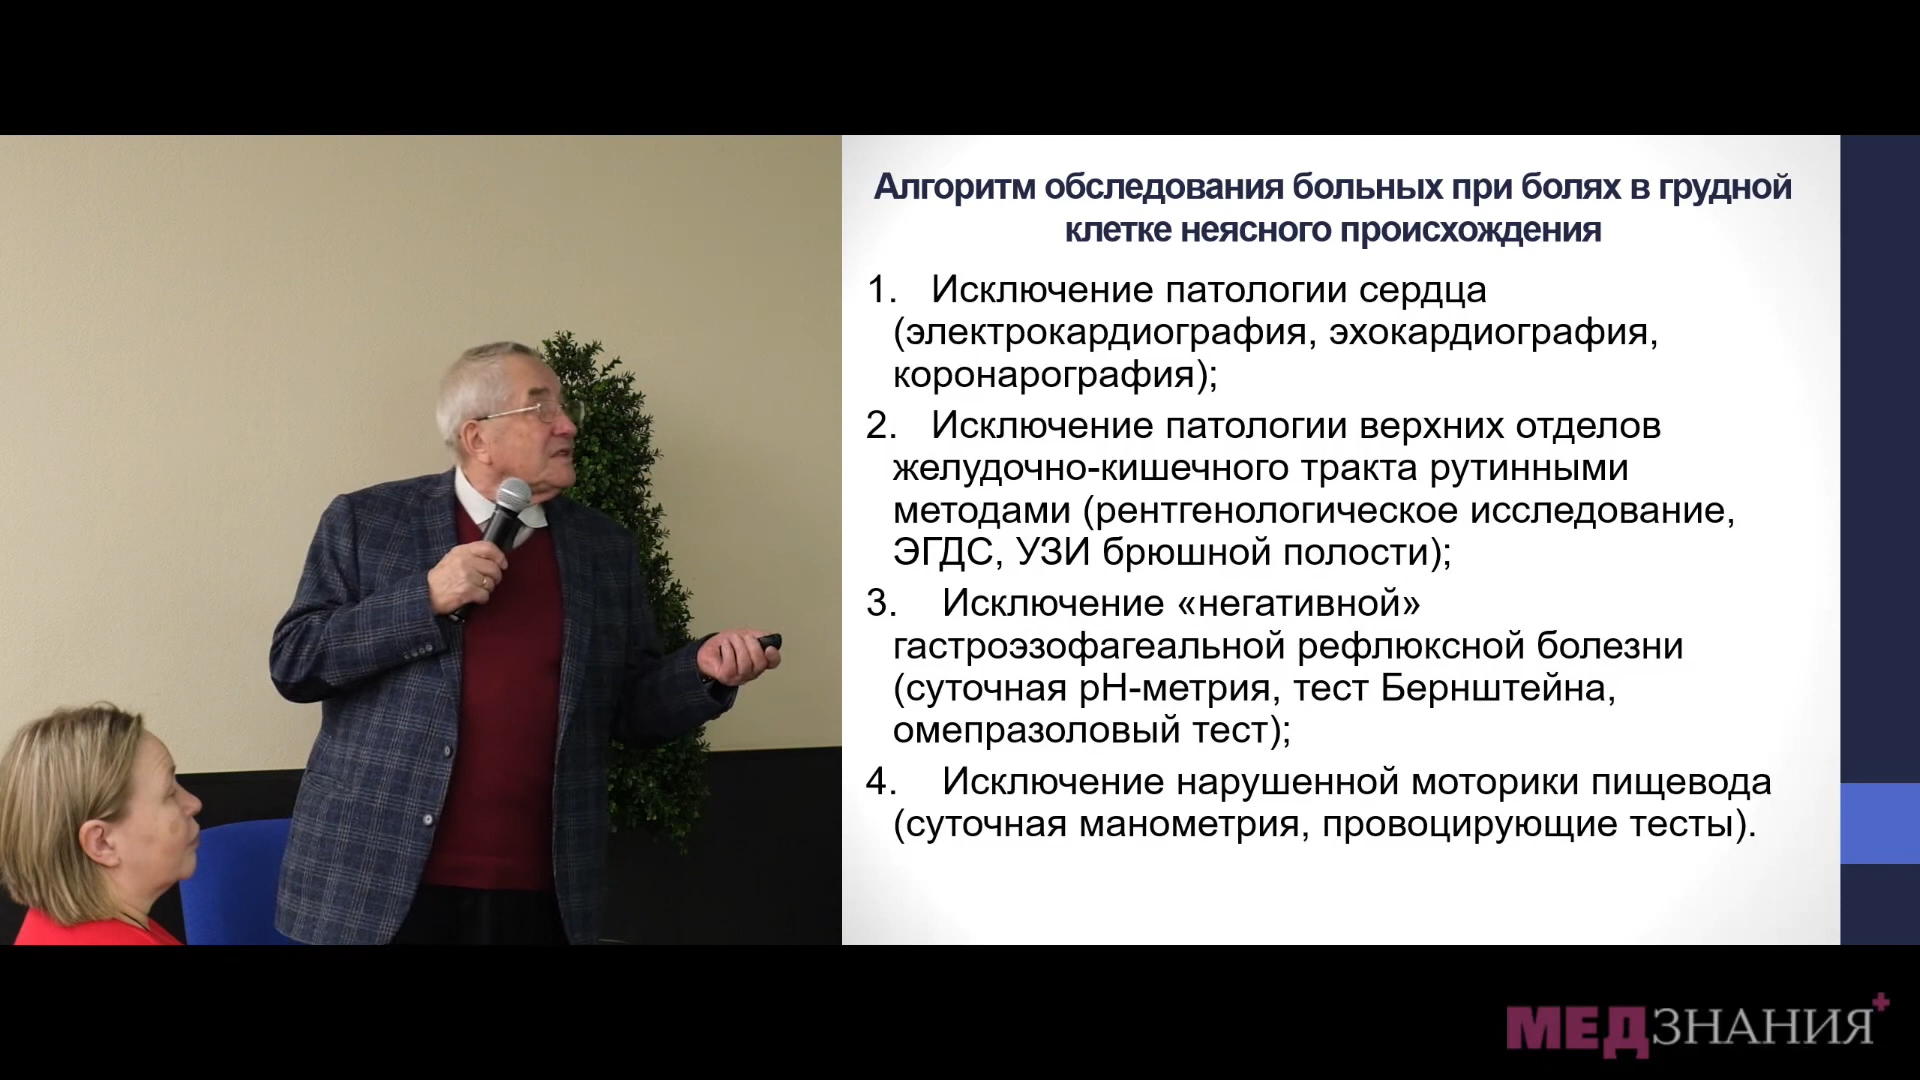 Алгоритм обследования больных при болях в грудной
клетке неясного происхождения
1. Исключение патологии сердца
(электрокардиография, эхокардиография,
коронарография);
2. Исключение патологии верхних отделов
желудочно-кишечного тракта рутинными
методами (рентгенологическое исследование,
ЭГДС, УЗИ брюшной полости);
3. Исключение «негативной»
гастроэзофагеальной рефлюксной болезни
(суточная рН-метрия, тест Бернштейна,
омепразоловый тест);
4. Исключение нарушенной моторики пищевода
(суточная манометрия, провоцирующие тесты).
МЕДЗНАНИЯ+